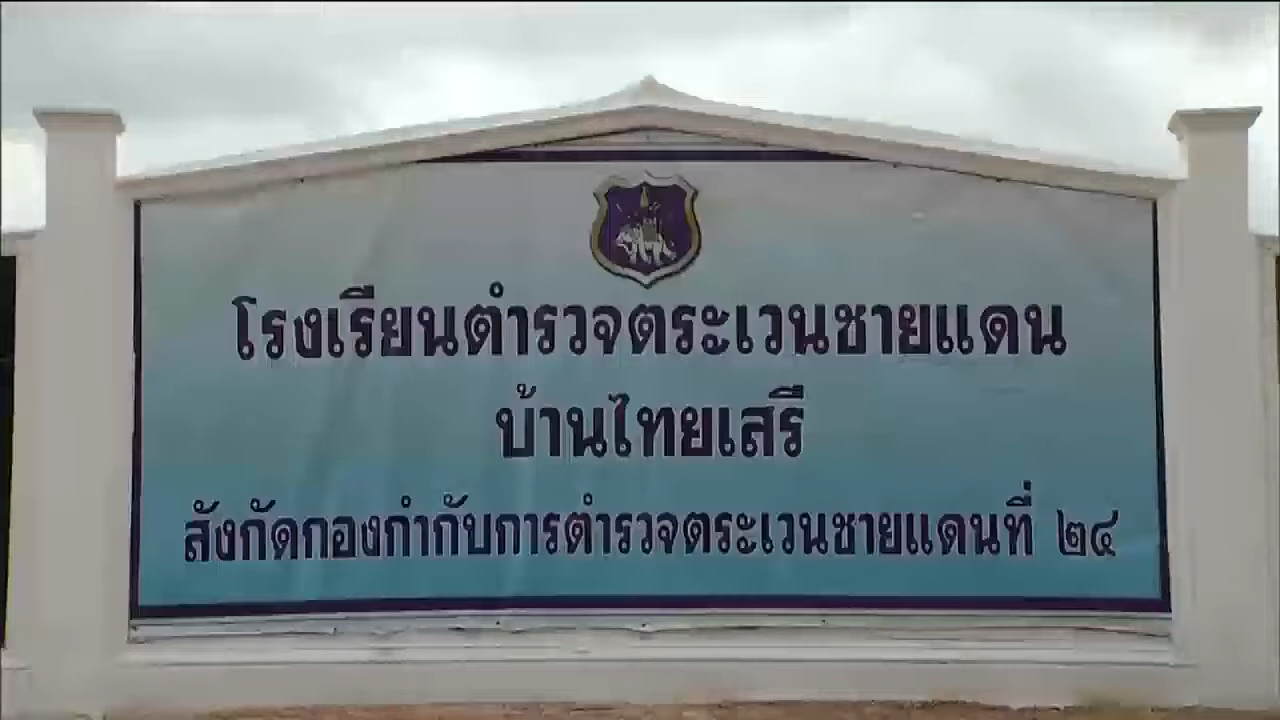 โรงเรียนตำรวจตระเวนชายแดน
บ้านไทยเสรี
สังกัดกองกำกับการตำรวจตระเวนชายแดนที่ ๒๔